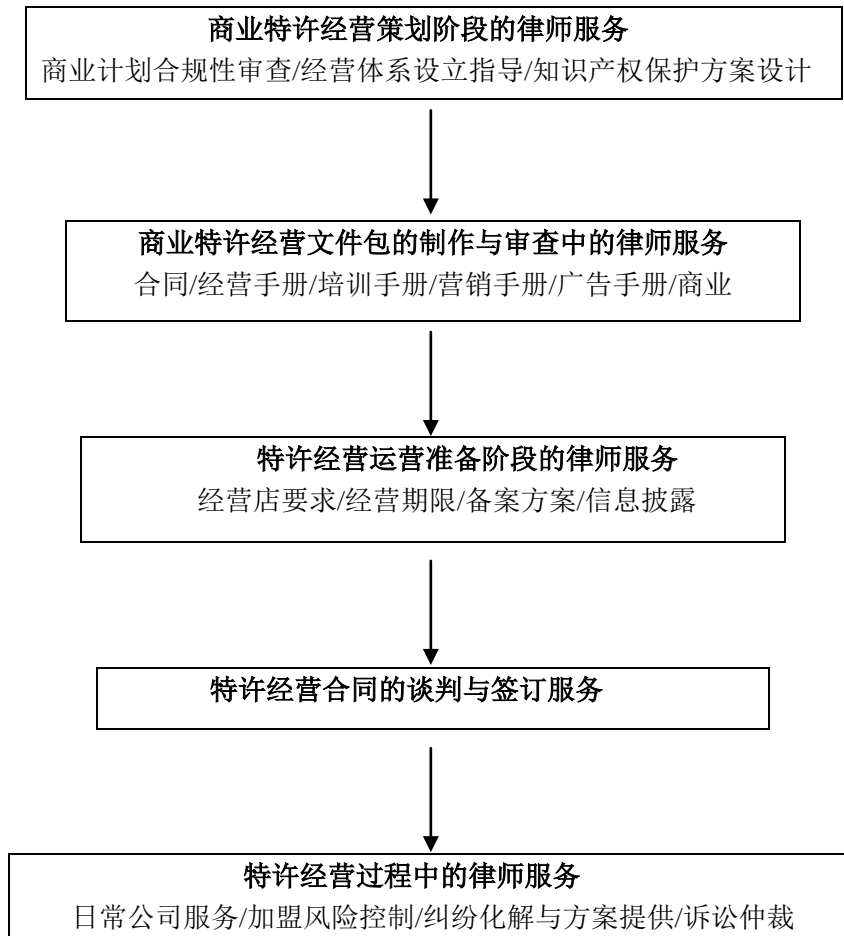 商业特许经营策划阶段的律师服务
商业计划合规性审查/经营体系设立指导/知识产权保护方案设计
商业特许经营文件包的制作与审查中的律师服务
合同/经营手册/培训手册/营销手册/广告手册/商业
特许经营运营准备阶段的律师服务
经营店要求/经营期限/备案方案/信息披露
特许经营合同的谈判与签订服务
特许经营过程中的律师服务
日常公司服务/加盟风险控制/纠纷化解与方案提供/诉讼仲裁